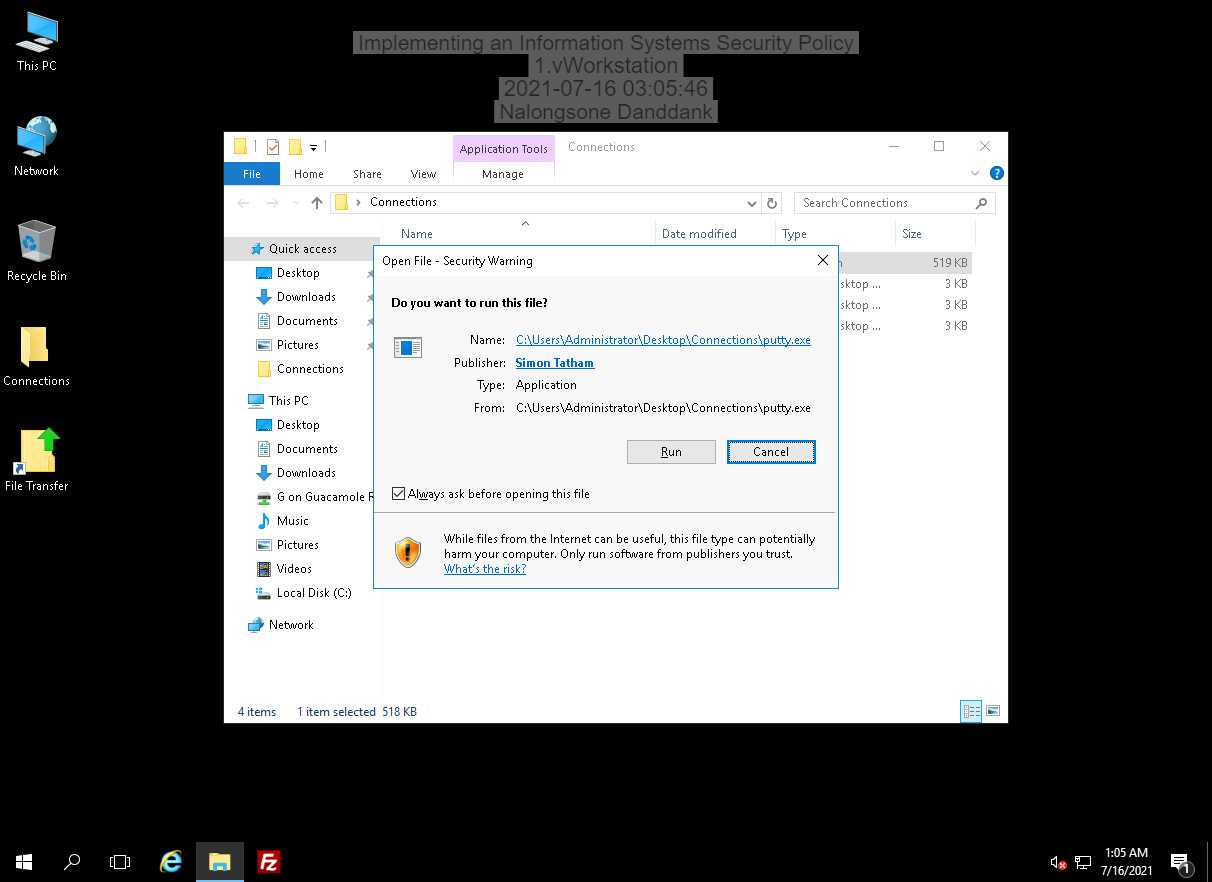 This PC
Network
Recycle Bin
Connections
File Transfer
Implementing an Information Systems Security Policy
1.vWorkstation
2021-07-16 03:05:46
Nalongsone Danddank
Application Tools
Connections
File
Home
Share
View
Manage
Connections
Search Connections
Name
Date modified
Type
Size
519 KB
sktop ...
3 KB
sktop ...
3 KB
sktop ...
3 KB
Quick access
Desktop
Downloads
Documents
Pictures
Connections
This PC
Desktop
Documents
Downloads
G on Guacamole R
Music
Pictures
Videos
Local Disk (C:)
Network
4 items
1 item selected 518 KB
Open File - Security Warning
Do you want to run this file?
Name: C:\Users\Administrator\Desktop\Connections\putty.exe
Publisher: Simon Tatham
Type: Application
From: C:\Users\Administrator\Desktop\Connections\putty.exe
Run
Cancel
Always ask before opening this file
While files from the Internet can be useful, this file type can potentially
harm your computer. Only run software from publishers you trust.
What's the risk?
1:05 AM
7/16/2021
1